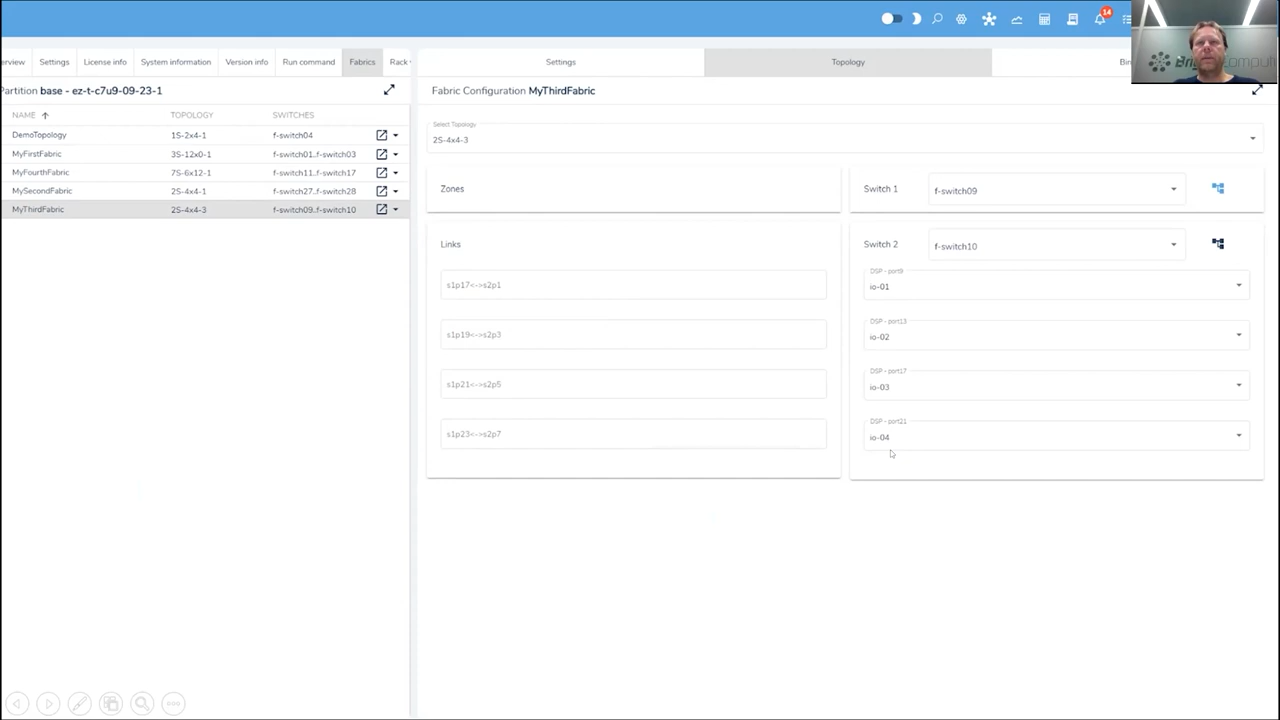 14
erview Settings License info System information Version info Run command Fabrics Rack
Settings Topology Bin
Partition base - ez-t-c7u9-09-23-1
Fabric Configuration MyThirdFabric
NAME TOPOLOGY SWITCHES
DemoTopology 1S-2x4-1 f-switch04
MyFirstFabric 3S-12x0-1 f-switch01..f-switch03
MyFourthFabric 7S-6x12-1 f-switch11..f-switch17
MySecondFabric 2S-4x4-1 f-switch27..f-switch28
MyThirdFabric 2S-4x4-3 f-switch09..f-switch10
Select Topology
2S-4x4-3
Zones
Switch 1 f-switch09
Links
s1p17<->s2p1
s1p19<->s2p3
s1p21<->s2p5
s1p23<->s2p7
Switch 2 f-switch10
DSP - port9
io-01
DSP - port13
io-02
DSP - port17
io-03
DSP - port21
io-04